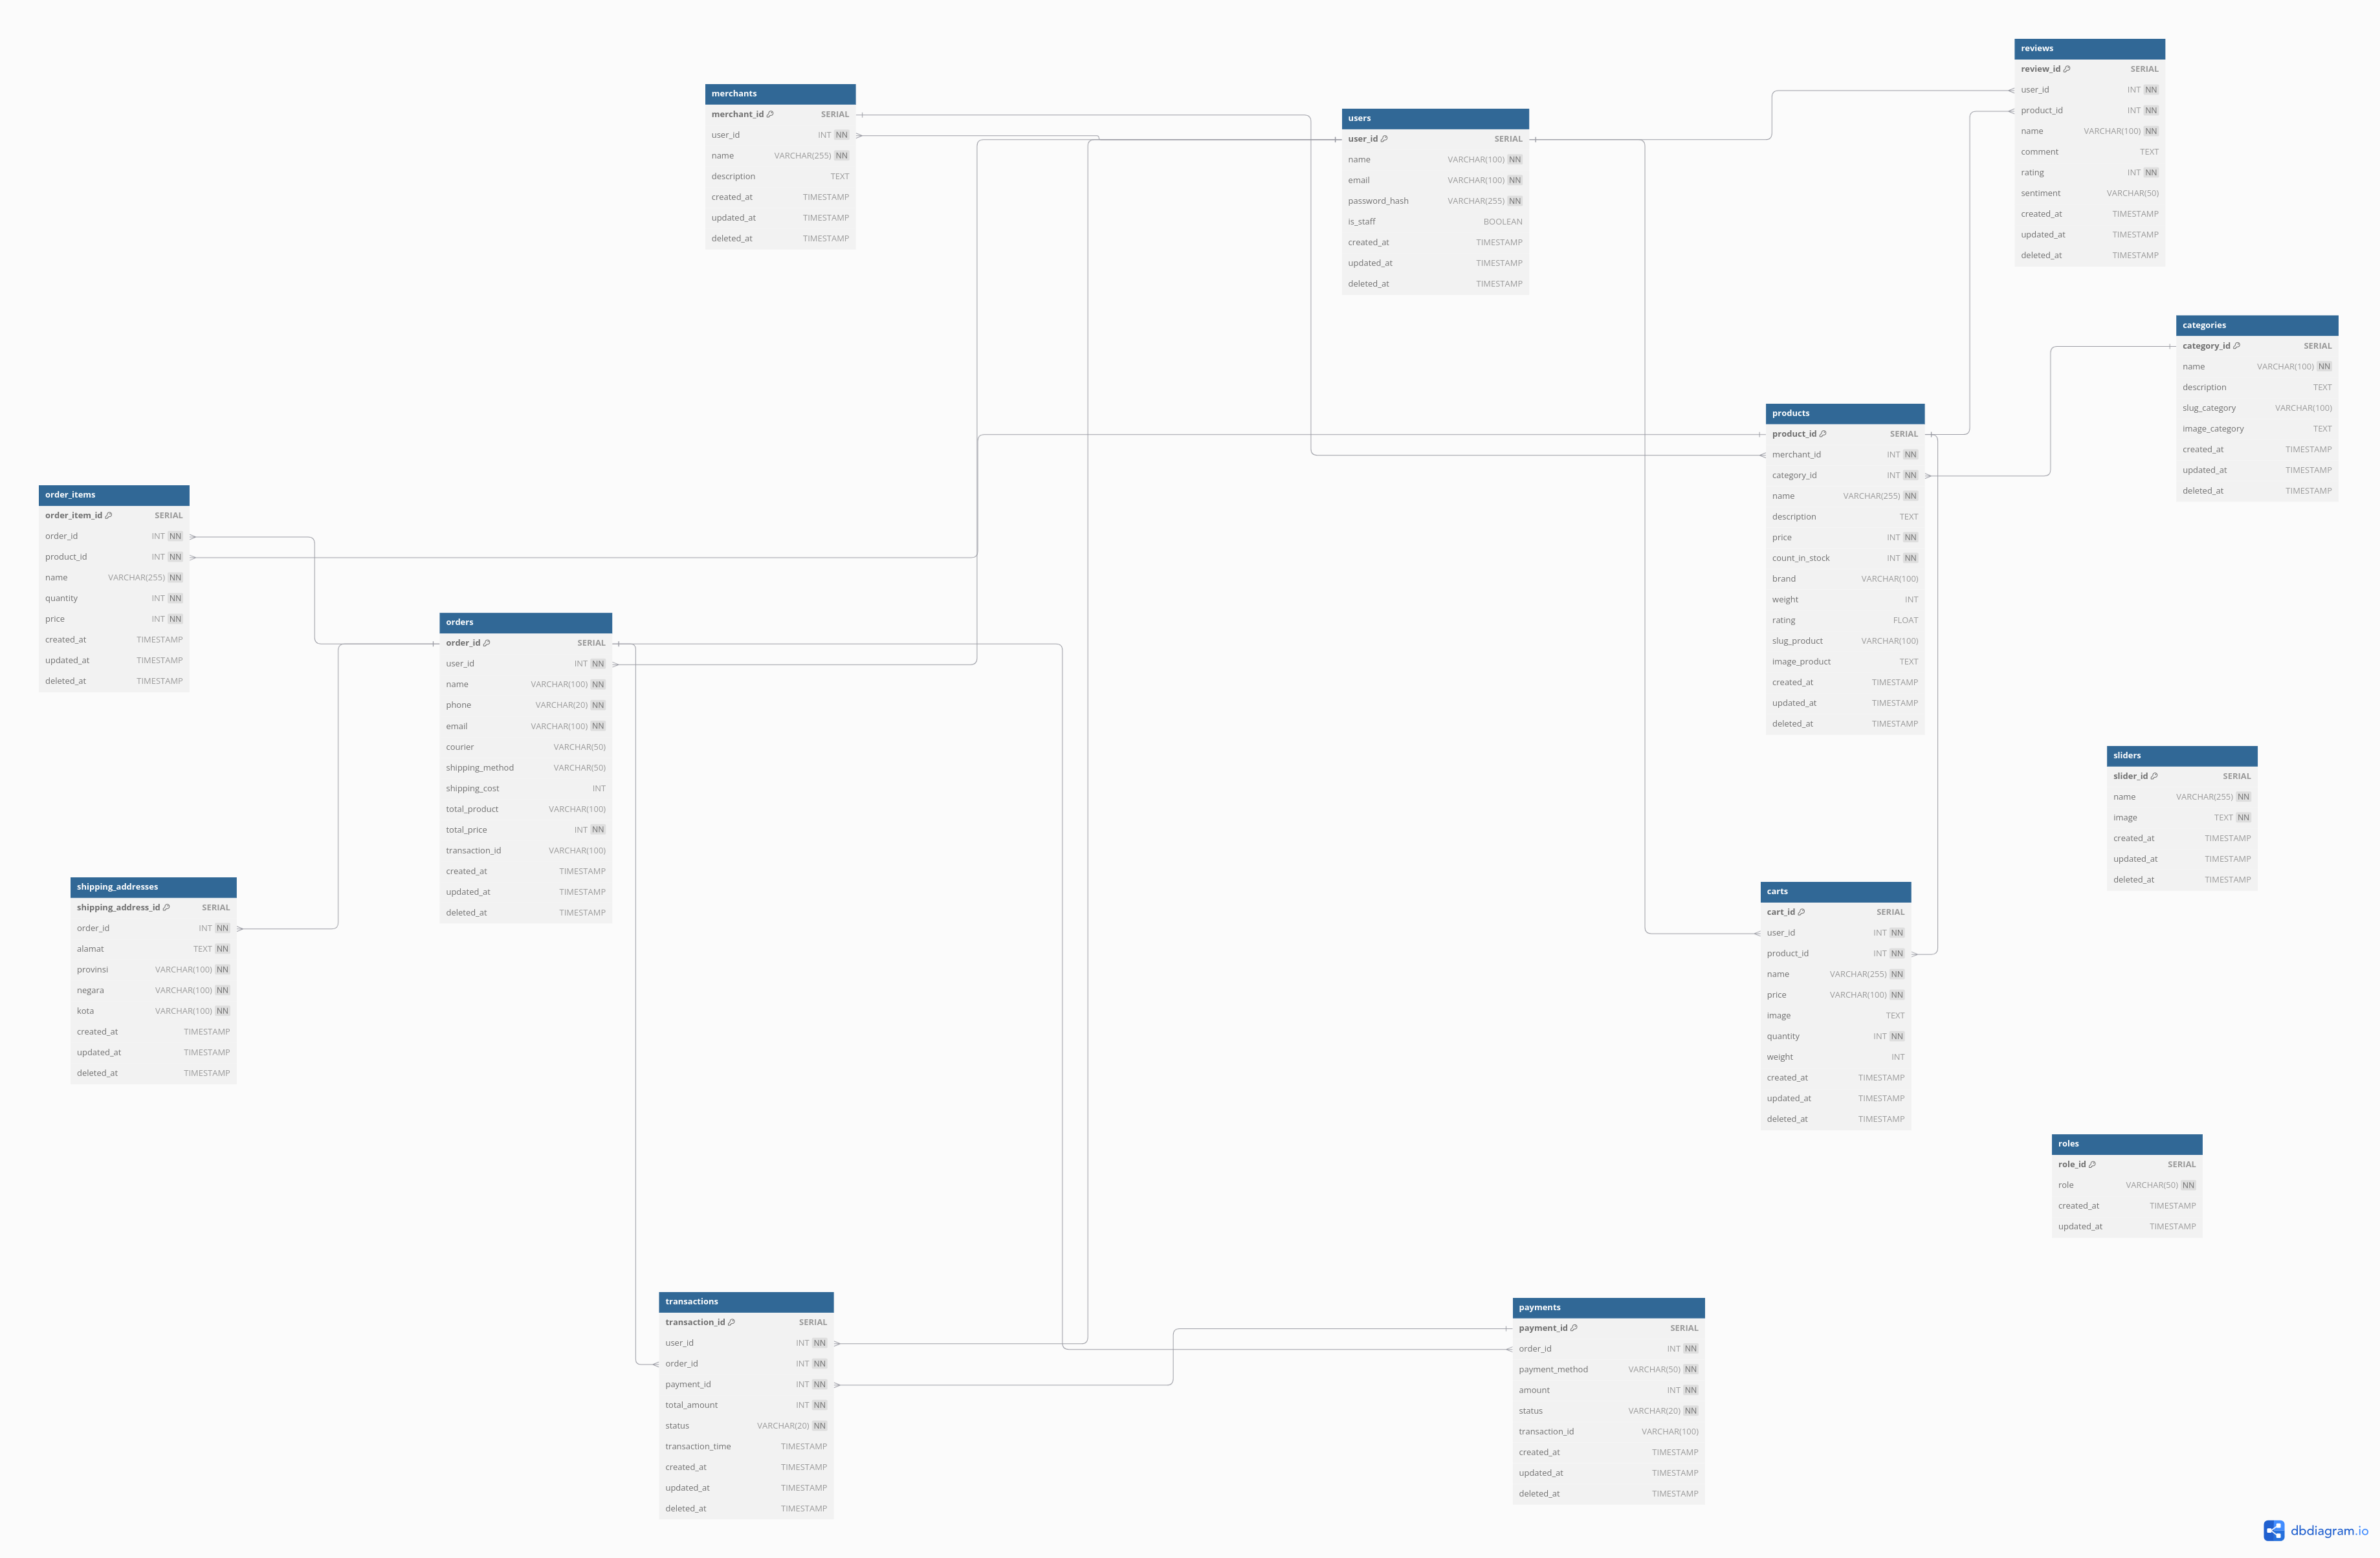 merchants
merchant_id SERIAL
user_id INT NN
name VARCHAR(255) NN
description TEXT
created_at TIMESTAMP
updated_at TIMESTAMP
deleted_at TIMESTAMP
users
user_id SERIAL
name VARCHAR(100) NN
email VARCHAR(100) NN
password_hash VARCHAR(255) NN
is_staff BOOLEAN
created_at TIMESTAMP
updated_at TIMESTAMP
deleted_at TIMESTAMP
reviews
review_id SERIAL
user_id INT NN
product_id INT NN
name VARCHAR(100) NN
comment TEXT
rating INT NN
sentiment VARCHAR(50)
created_at TIMESTAMP
updated_at TIMESTAMP
deleted_at TIMESTAMP
categories
category_id SERIAL
name VARCHAR(100) NN
description TEXT
slug_category VARCHAR(100)
image_category TEXT
created_at TIMESTAMP
updated_at TIMESTAMP
deleted_at TIMESTAMP
products
product_id SERIAL
merchant_id INT NN
category_id INT NN
name VARCHAR(255) NN
description TEXT
price INT NN
count_in_stock INT NN
brand VARCHAR(100)
weight INT
rating FLOAT
slug_product VARCHAR(100)
image_product TEXT
created_at TIMESTAMP
updated_at TIMESTAMP
deleted_at TIMESTAMP
order_items
order_item_id SERIAL
order_id INT NN
product_id INT NN
name VARCHAR(255) NN
quantity INT NN
price INT NN
created_at TIMESTAMP
updated_at TIMESTAMP
deleted_at TIMESTAMP
orders
order_id SERIAL
user_id INT NN
name VARCHAR(100) NN
phone VARCHAR(20) NN
email VARCHAR(100) NN
courier VARCHAR(50)
shipping_method VARCHAR(50)
shipping_cost INT
total_product VARCHAR(100)
total_price INT NN
transaction_id VARCHAR(100)
created_at TIMESTAMP
updated_at TIMESTAMP
deleted_at TIMESTAMP
sliders
slider_id SERIAL
name VARCHAR(255) NN
image TEXT NN
created_at TIMESTAMP
updated_at TIMESTAMP
deleted_at TIMESTAMP
shipping_addresses
shipping_address_id SERIAL
order_id INT NN
alamat TEXT NN
provinsi VARCHAR(100) NN
negara VARCHAR(100) NN
kota VARCHAR(100) NN
created_at TIMESTAMP
updated_at TIMESTAMP
deleted_at TIMESTAMP
carts
cart_id SERIAL
user_id INT NN
product_id INT NN
name VARCHAR(255) NN
price VARCHAR(100) NN
image TEXT
quantity INT NN
weight INT
created_at TIMESTAMP
updated_at TIMESTAMP
deleted_at TIMESTAMP
roles
role_id SERIAL
role VARCHAR(50) NN
created_at TIMESTAMP
updated_at TIMESTAMP
transactions
transaction_id SERIAL
user_id INT NN
order_id INT NN
payment_id INT NN
total_amount INT NN
status VARCHAR(20) NN
transaction_time TIMESTAMP
created_at TIMESTAMP
updated_at TIMESTAMP
deleted_at TIMESTAMP
payments
payment_id SERIAL
order_id INT NN
payment_method VARCHAR(50) NN
amount INT NN
status VARCHAR(20) NN
transaction_id VARCHAR(100)
created_at TIMESTAMP
updated_at TIMESTAMP
deleted_at TIMESTAMP
dbdiagram.io